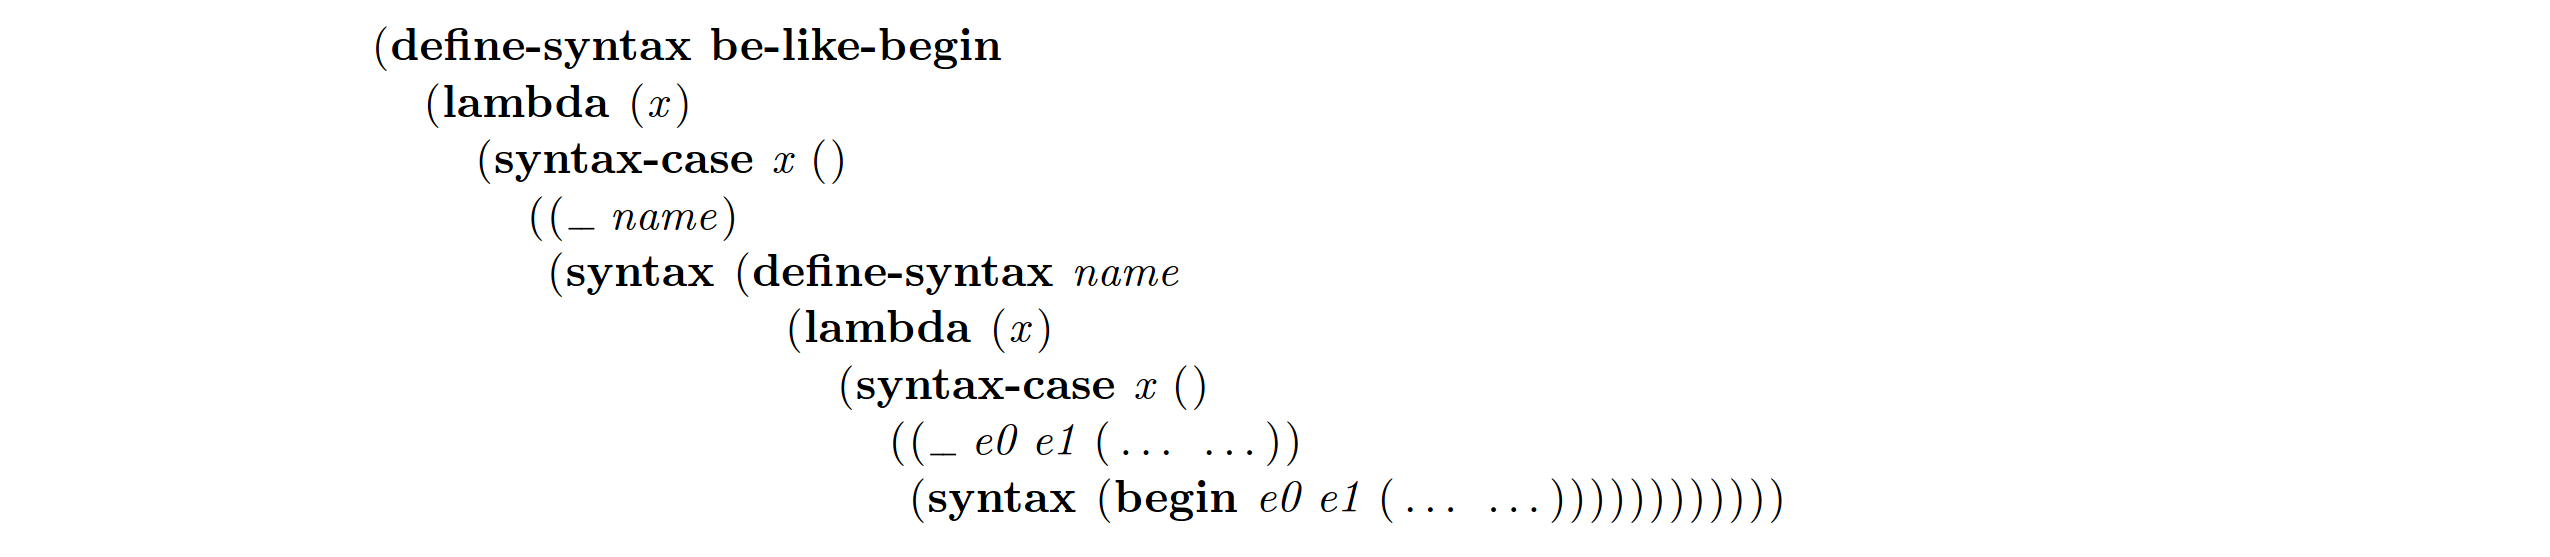 (define-syntax be-like-begin
(lambda (x)
(syntax-case x ()
((_ name)
(syntax (define-syntax name
(lambda (x)
(syntax-case x ()
((_ e0 e1 (... ...))
(syntax (begin e0 e1 (... ...))))))))))))